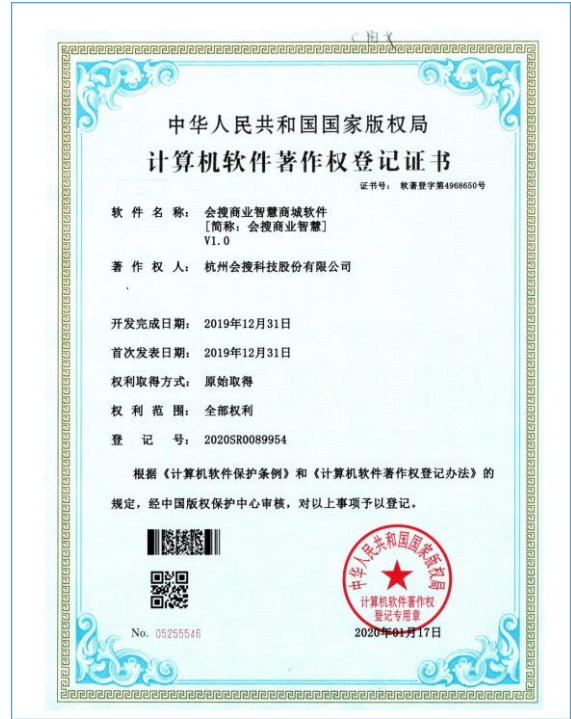 中华人民共和国国家版权局
计算机软件著作权登记证书
证书号： 软著登字第4968650号
软 件 名 称： 会搜商业智慧商城软件
[简称：会搜商业智慧]
V1.0
著 作 权 人： 杭州会搜科技股份有限公司
开发完成日期： 2019年12月31日
首次发表日期： 2019年12月31日
权利取得方式： 原始取得
权 利 范 围： 全部权利
登 记 号： 2020SR0089954
根据《计算机软件保护条例》和《计算机软件著作权登记办法》的
规定，经中国版权保护中心审核，对以上事项予以登记。
中华人民共和国国家版权局
计算机软件著作权
登记专用章
No. 05255546
2020年01月17日